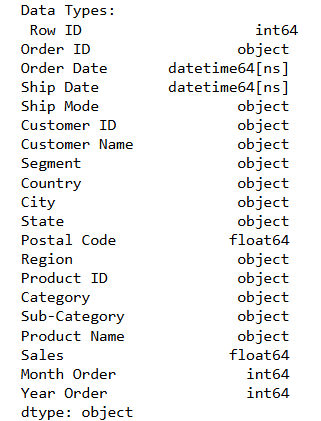 Data Types:
Row ID int64
Order ID object
Order Date datetime64[ns]
Ship Date datetime64[ns]
Ship Mode object
Customer ID object
Customer Name object
Segment object
Country object
City object
State object
Postal Code float64
Region object
Product ID object
Category object
Sub-Category object
Product Name object
Sales float64
Month Order int64
Year Order int64
dtype: object